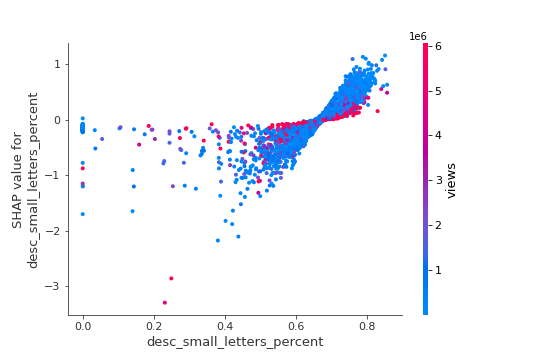 1e6
6
5
4
3
2
1
views
1
0
−1
−2
−3
SHAP value for
desc_small_letters_percent
0.0 0.2 0.4 0.6 0.8
desc_small_letters_percent